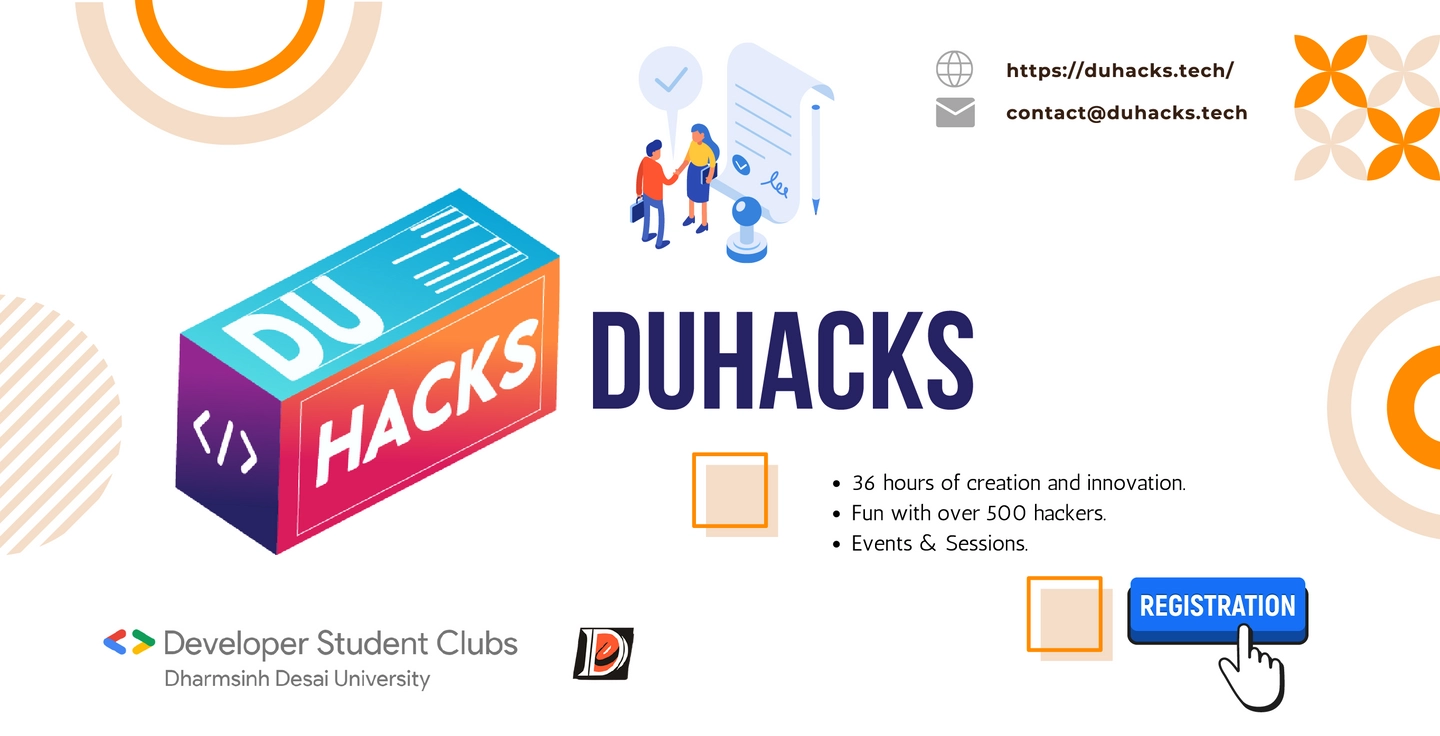 https://duhacks.tech/
contact@duhacks.tech
DU
HACKS
</>
DUHACKS
• 36 hours of creation and innovation.
• Fun with over 500 hackers.
• Events & Sessions.
REGISTRATION
Developer Student Clubs
Dharmsinh Desai University